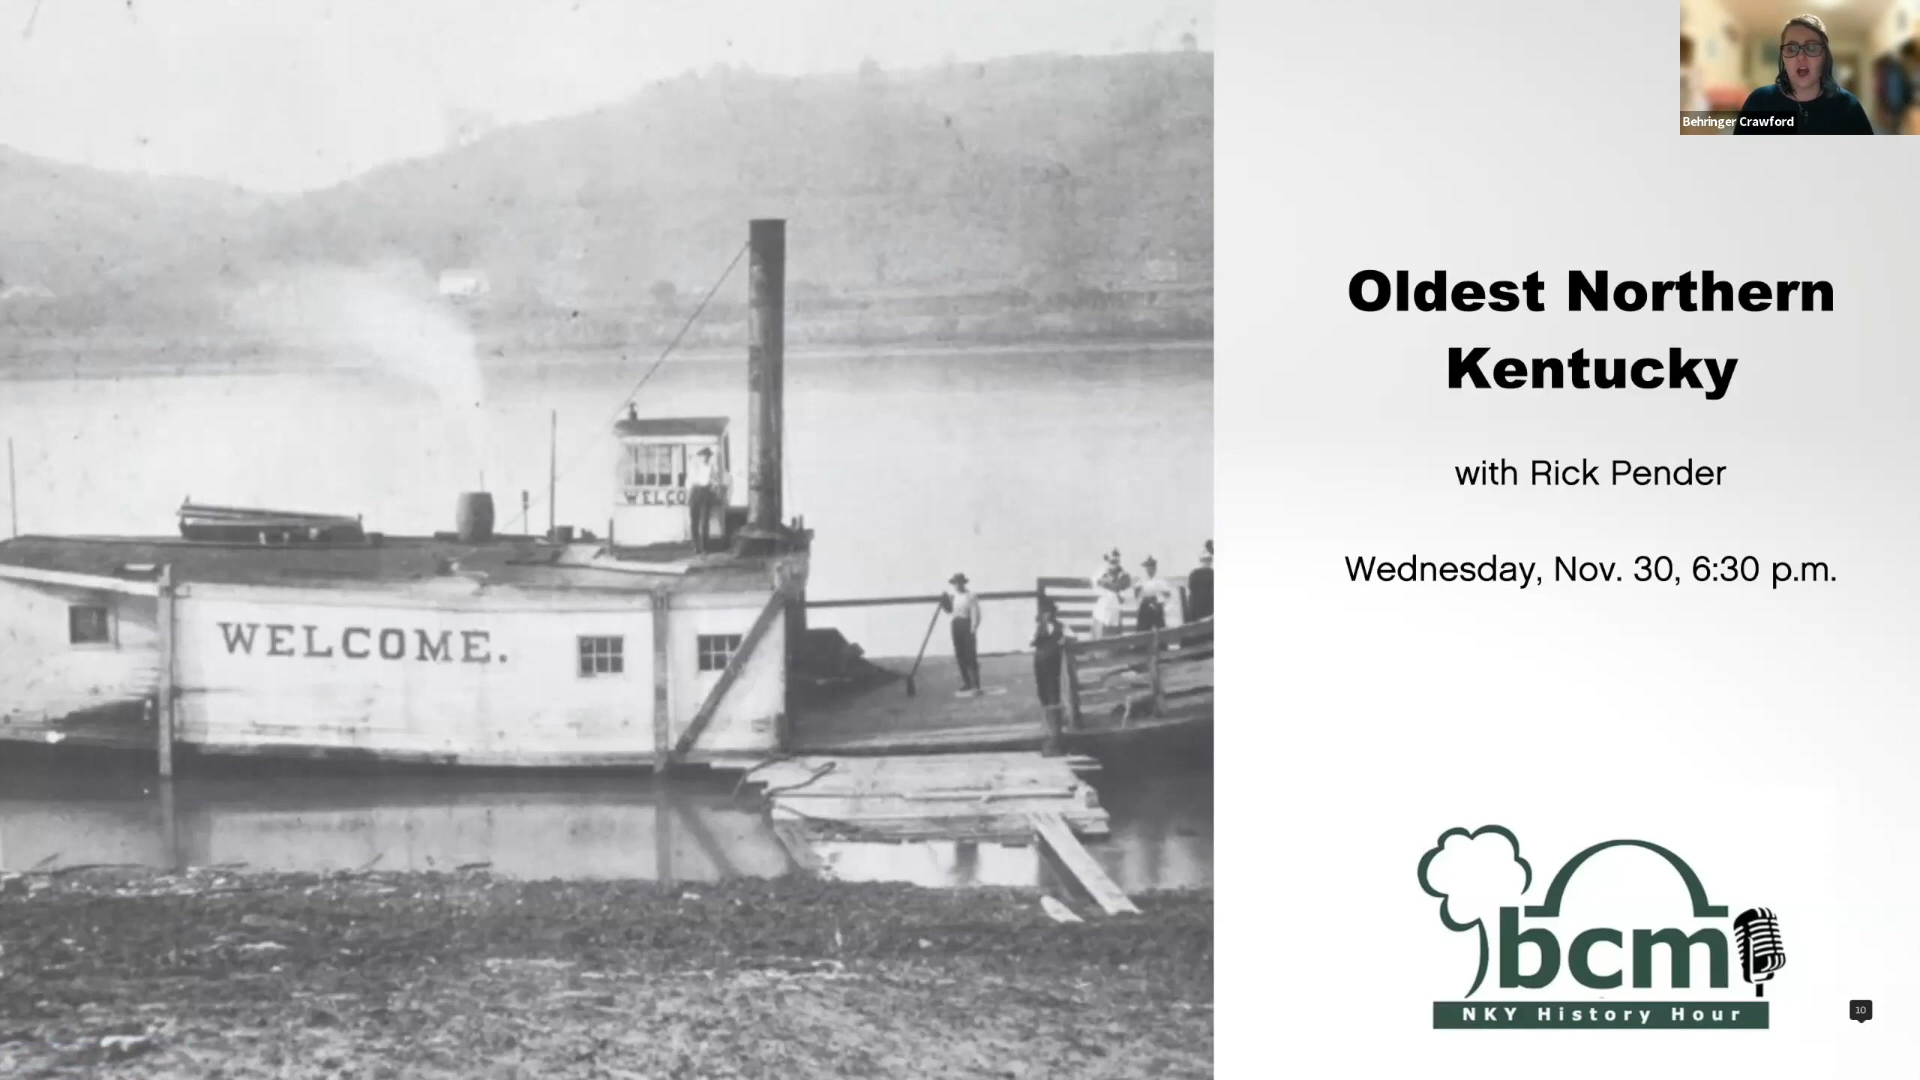 Behringer Crawford
Oldest Northern
Kentucky
with Rick Pender
Wednesday, Nov. 30, 6:30 p.m.
WELCO
WELCOME.
bcm
NKY History Hour
10